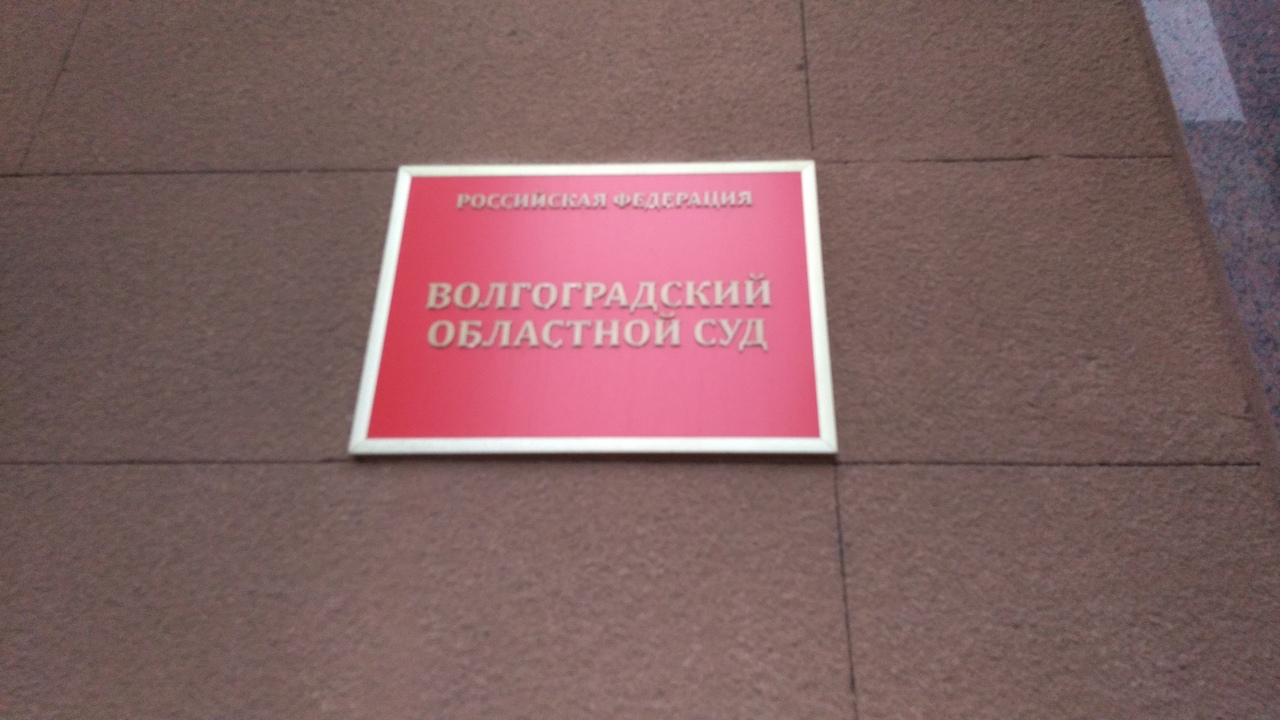 РОССИЙСКАЯ ФЕДЕРАЦИЯ
ВОЛГОГРАДСКИЙ
ОБЛАСТНОЙ СУД